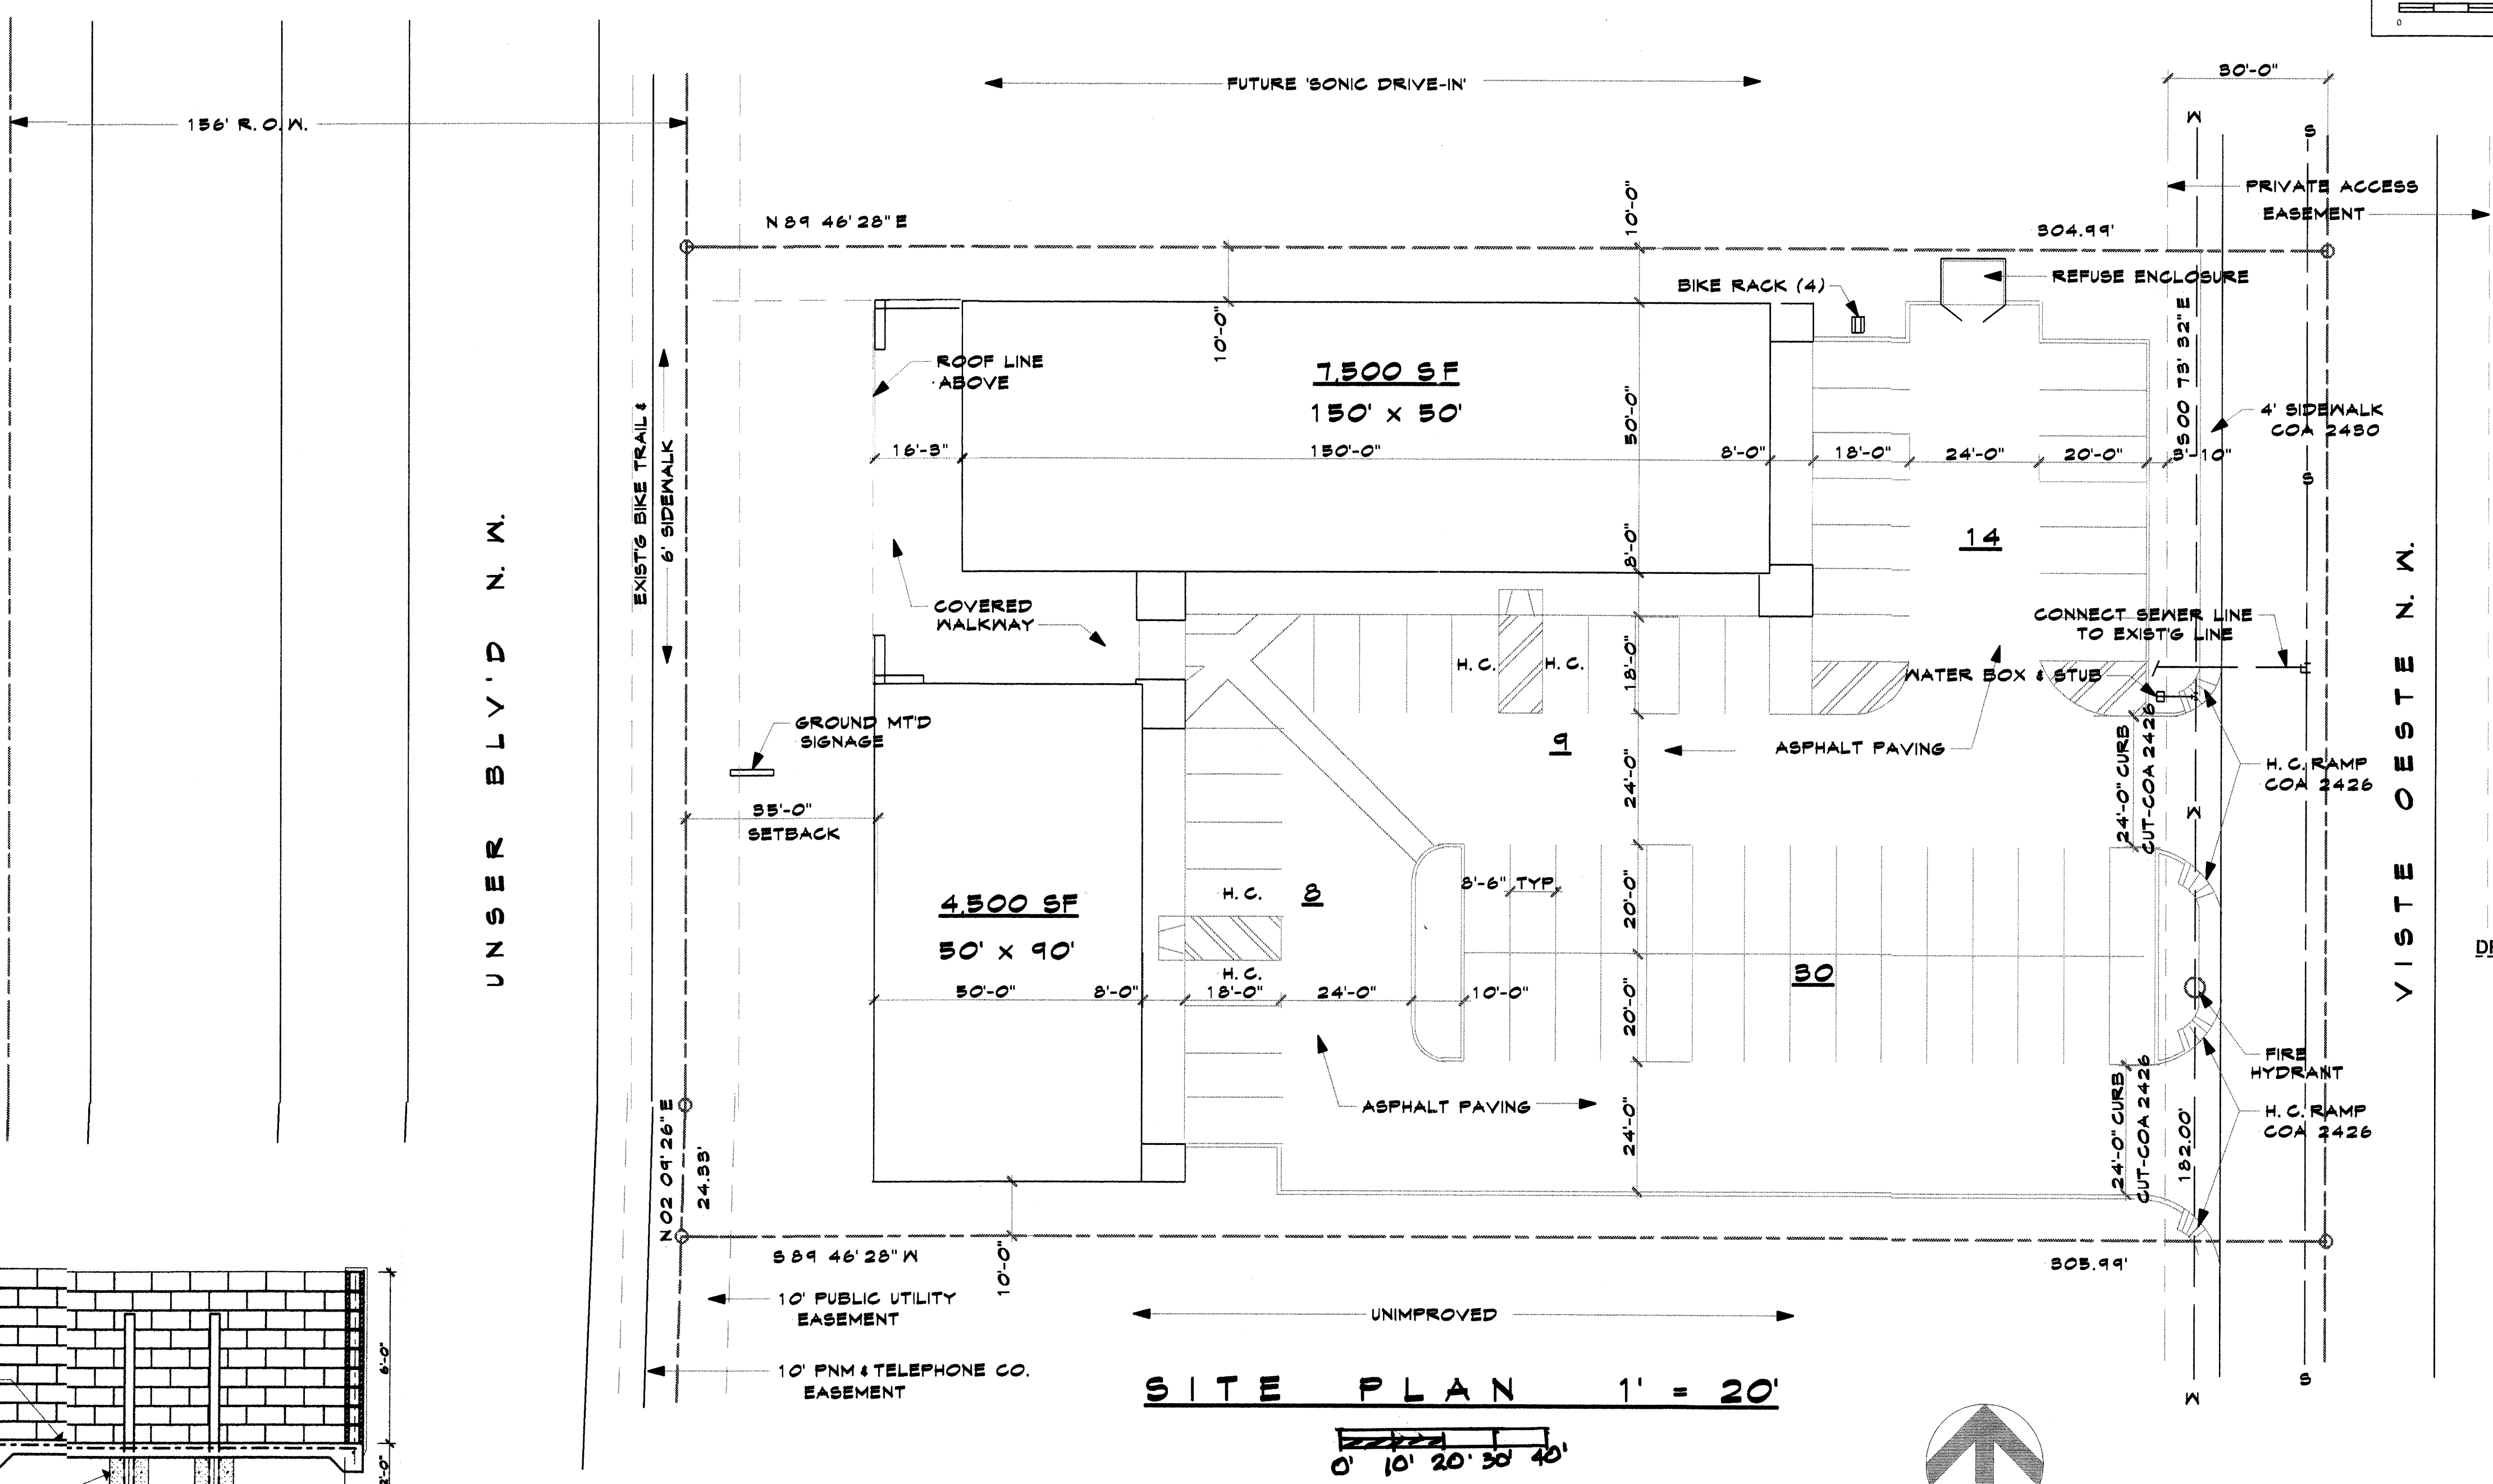 0
30'-0"
FUTURE 'SONIC DRIVE-IN'
156' R. O. W.
W
S
PRIVATE ACCESS
EASEMENT
N 89 46' 28" E
10'-0"
304.99'
REFUSE ENCLOSURE
BIKE RACK (4)
10'-0"
S 00 73' 32" E
ROOF LINE
ABOVE
7,500 SF
150' x 50'
EXIST'G BIKE TRAIL &
6' SIDEWALK
50'-0"
4' SIDEWALK
COA 2430
16'-3"
150'-0"
8'-0"
18'-0"
24'-0"
20'-0"
3'-10"
S
UNSER BLV'D N. W.
8'-0"
14
VISTE OESTE N. W.
COVERED
WALKWAY
CONNECT SEWER LINE
TO EXIST'G LINE
H. C.
H. C.
18'-0"
WATER BOX & STUB
GROUND MT'D
SIGNAGE
9
ASPHALT PAVING
24'-0"
24'-0" CURB
CUT-COA 2426
H. C. RAMP
COA 2426
W
35'-0"
SETBACK
4,500 SF
50' x 90'
H. C.
8
8'-6" TYP.
20'-0"
30
H. C.
50'-0"
8'-0"
18'-0"
24'-0"
10'-0"
20'-0"
FIRE
HYDRANT
ASPHALT PAVING
24'-0"
24'-0" CURB
CUT-COA 2426
182.00'
H. C. RAMP
COA 2426
N 02 09' 26" E
24.33'
S 89 46' 28" W
10'-0"
305.99'
10' PUBLIC UTILITY
EASEMENT
UNIMPROVED
10' PNM & TELEPHONE CO.
EASEMENT
S
W
6'-0"
SITE PLAN 1' = 20'
0' 10' 20' 30' 40'